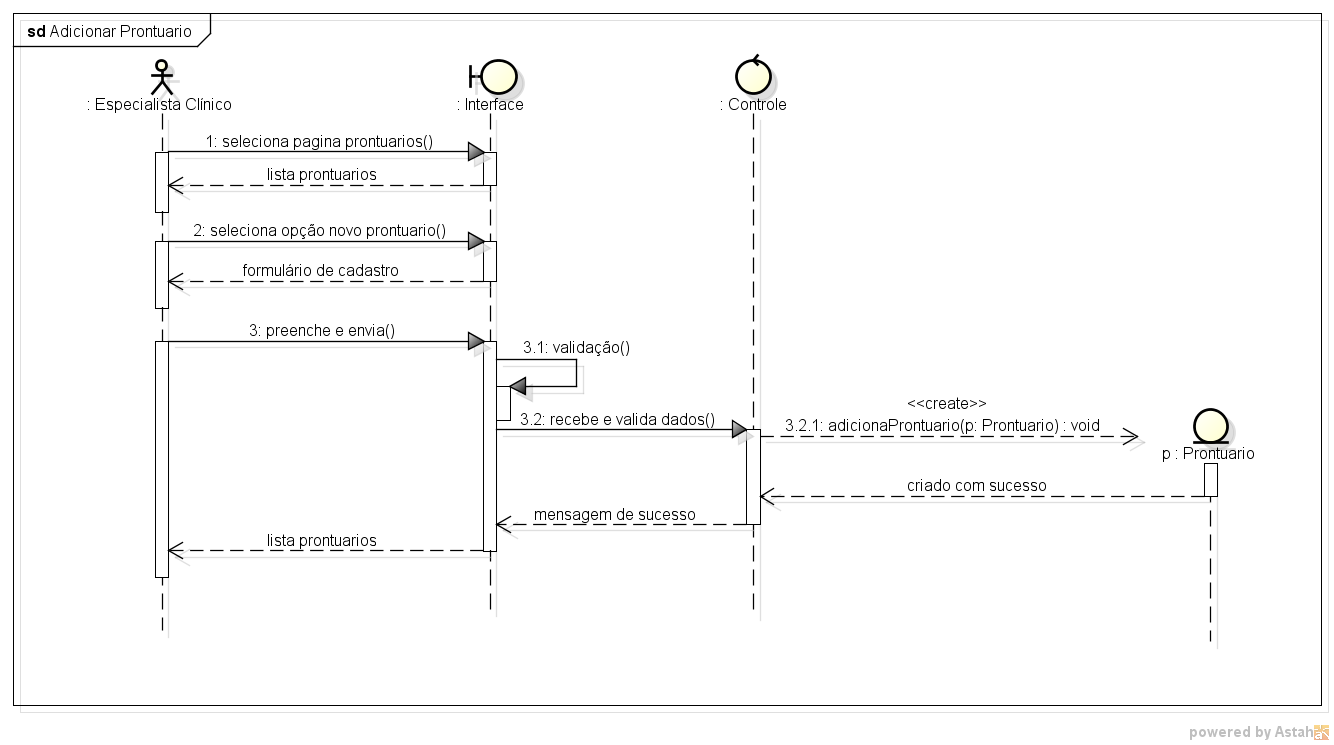 sd Adicionar Prontuario
: Especialista Clínico
: Interface
: Controle
1: seleciona pagina prontuarios()
lista prontuarios
2: seleciona opção novo prontuario()
formulário de cadastro
3: preenche e envia()
3.1: validação()
<<create>>
3.2: recebe e valida dados()
3.2.1: adicionaProntuario(p: Prontuario) : void
p : Prontuario
criado com sucesso
mensagem de sucesso
lista prontuarios
powered by Astah